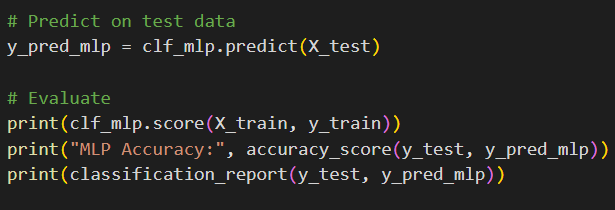 # Predict on test data
y_pred_mlp = clf_mlp.predict(X_test)

# Evaluate
print(clf_mlp.score(X_train, y_train))
print("MLP Accuracy:", accuracy_score(y_test, y_pred_mlp))
print(classification_report(y_test, y_pred_mlp))